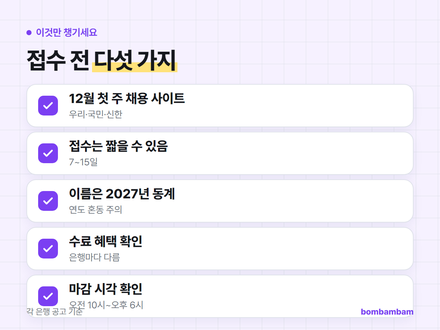 이것만 챙기세요
접수 전 다섯 가지
12월 첫 주 채용 사이트
우리·국민·신한
접수는 짧을 수 있음
7~15일
이름은 2027년 동계
연도 혼동 주의
수료 혜택 확인
은행마다 다름
마감 시각 확인
오전 10시~오후 6시
각 은행 공고 기준
bombambam